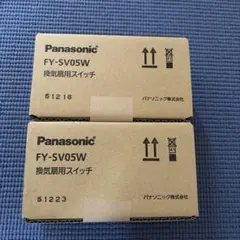 Panasonic
FY-SV05W
換気扇用スイッチ
51216
パナソニック株式会社
Panasonic
FY-SV05W
換気扇用スイッチ
51223
パナソニック株式会社